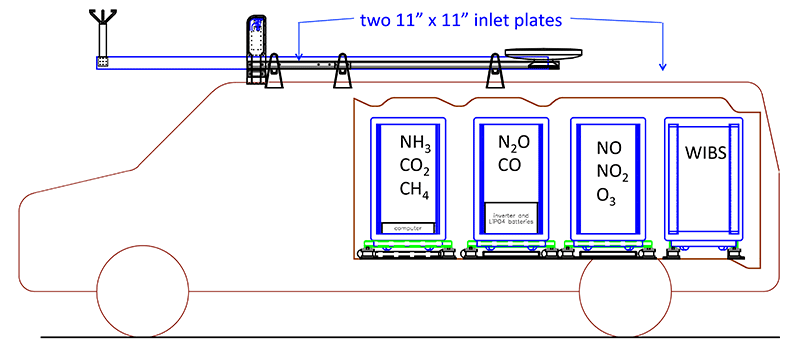 two 11” x 11” inlet plates
NH₃
CO₂
CH₄
computer
N₂O
CO
inverter and
LIPO4 batteries
NO
NO₂
O₃
WIBS